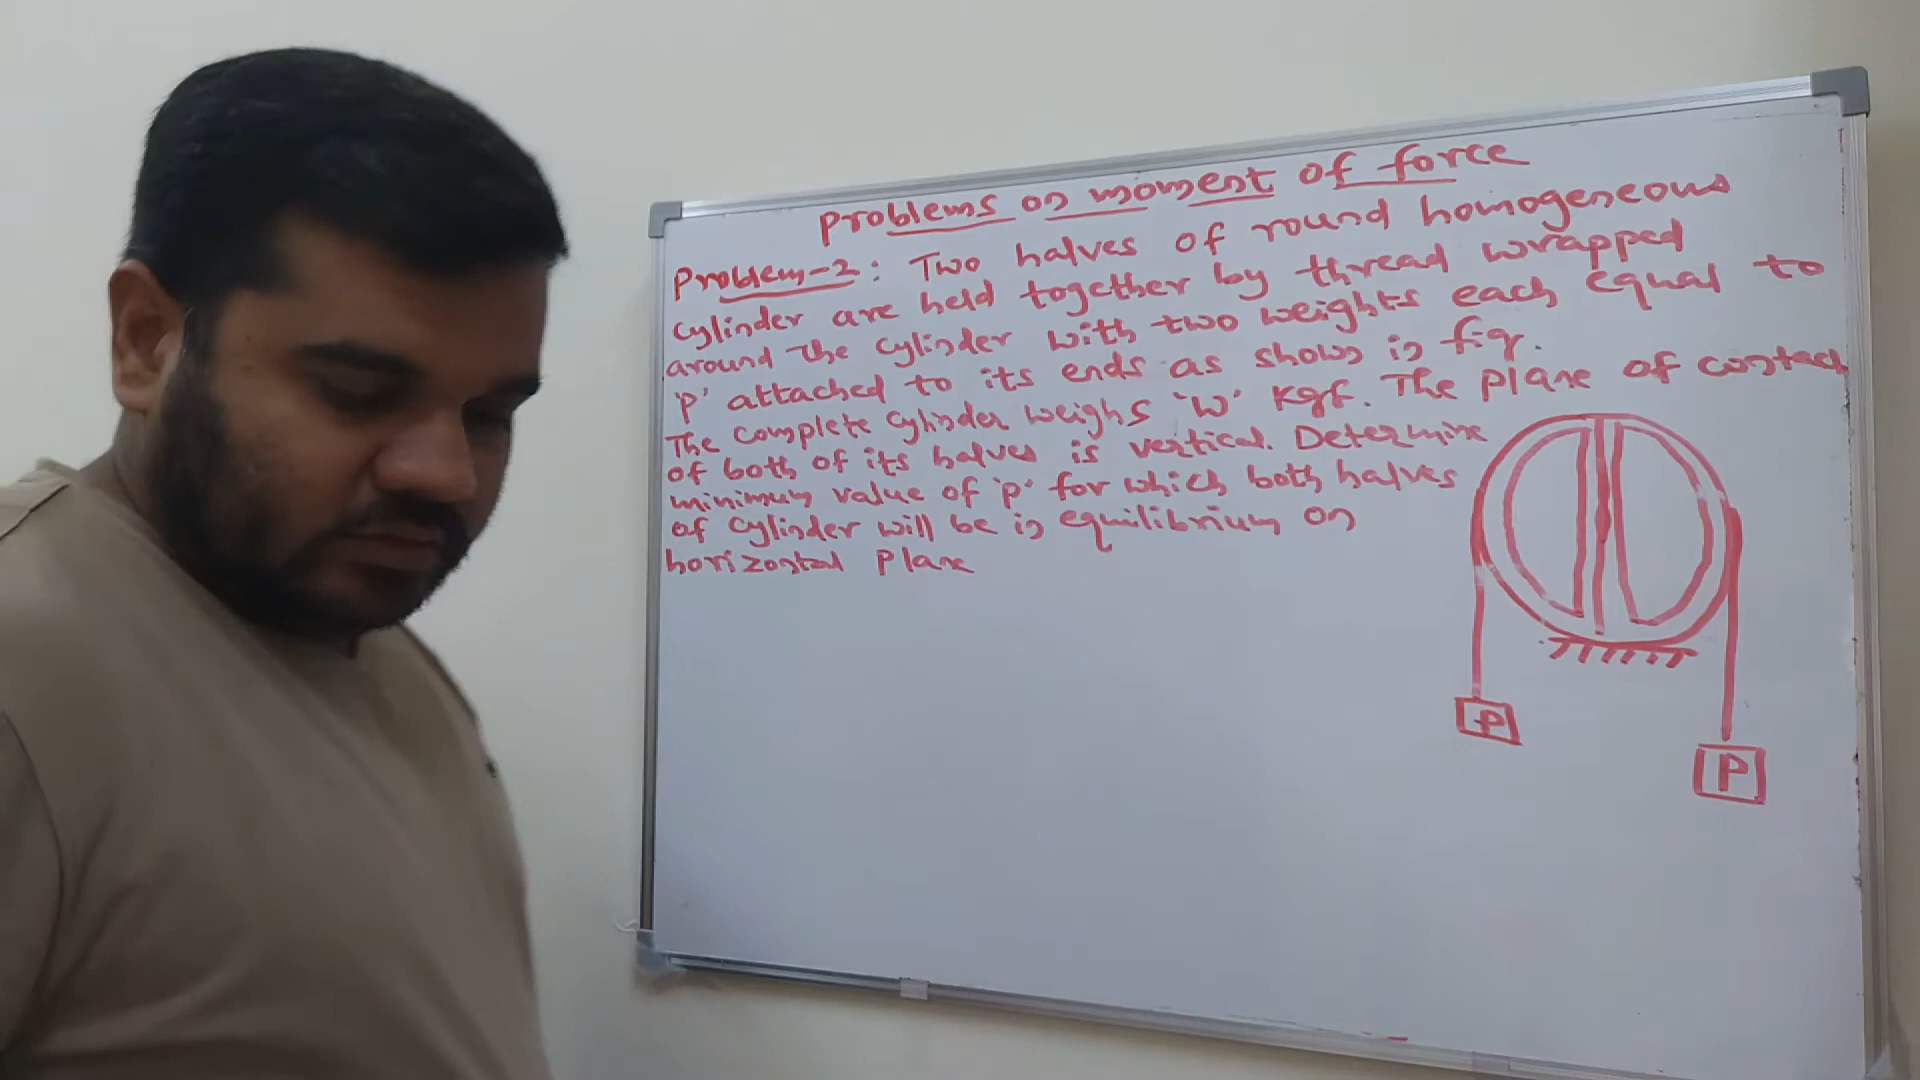 Problems on moment of force
Problem-2: Two halves of round homogeneous
cylinder are held together by thread wrapped
around the cylinder with two weights each equal to
'P' attached to its ends as shown in fig.
The complete cylinder weighs 'W' Kgf. The plane of contact
of both of its halves is vertical. Determine
minimum value of 'P' for which both halves
of cylinder will be in equilibrium on
horizontal plane
P
P